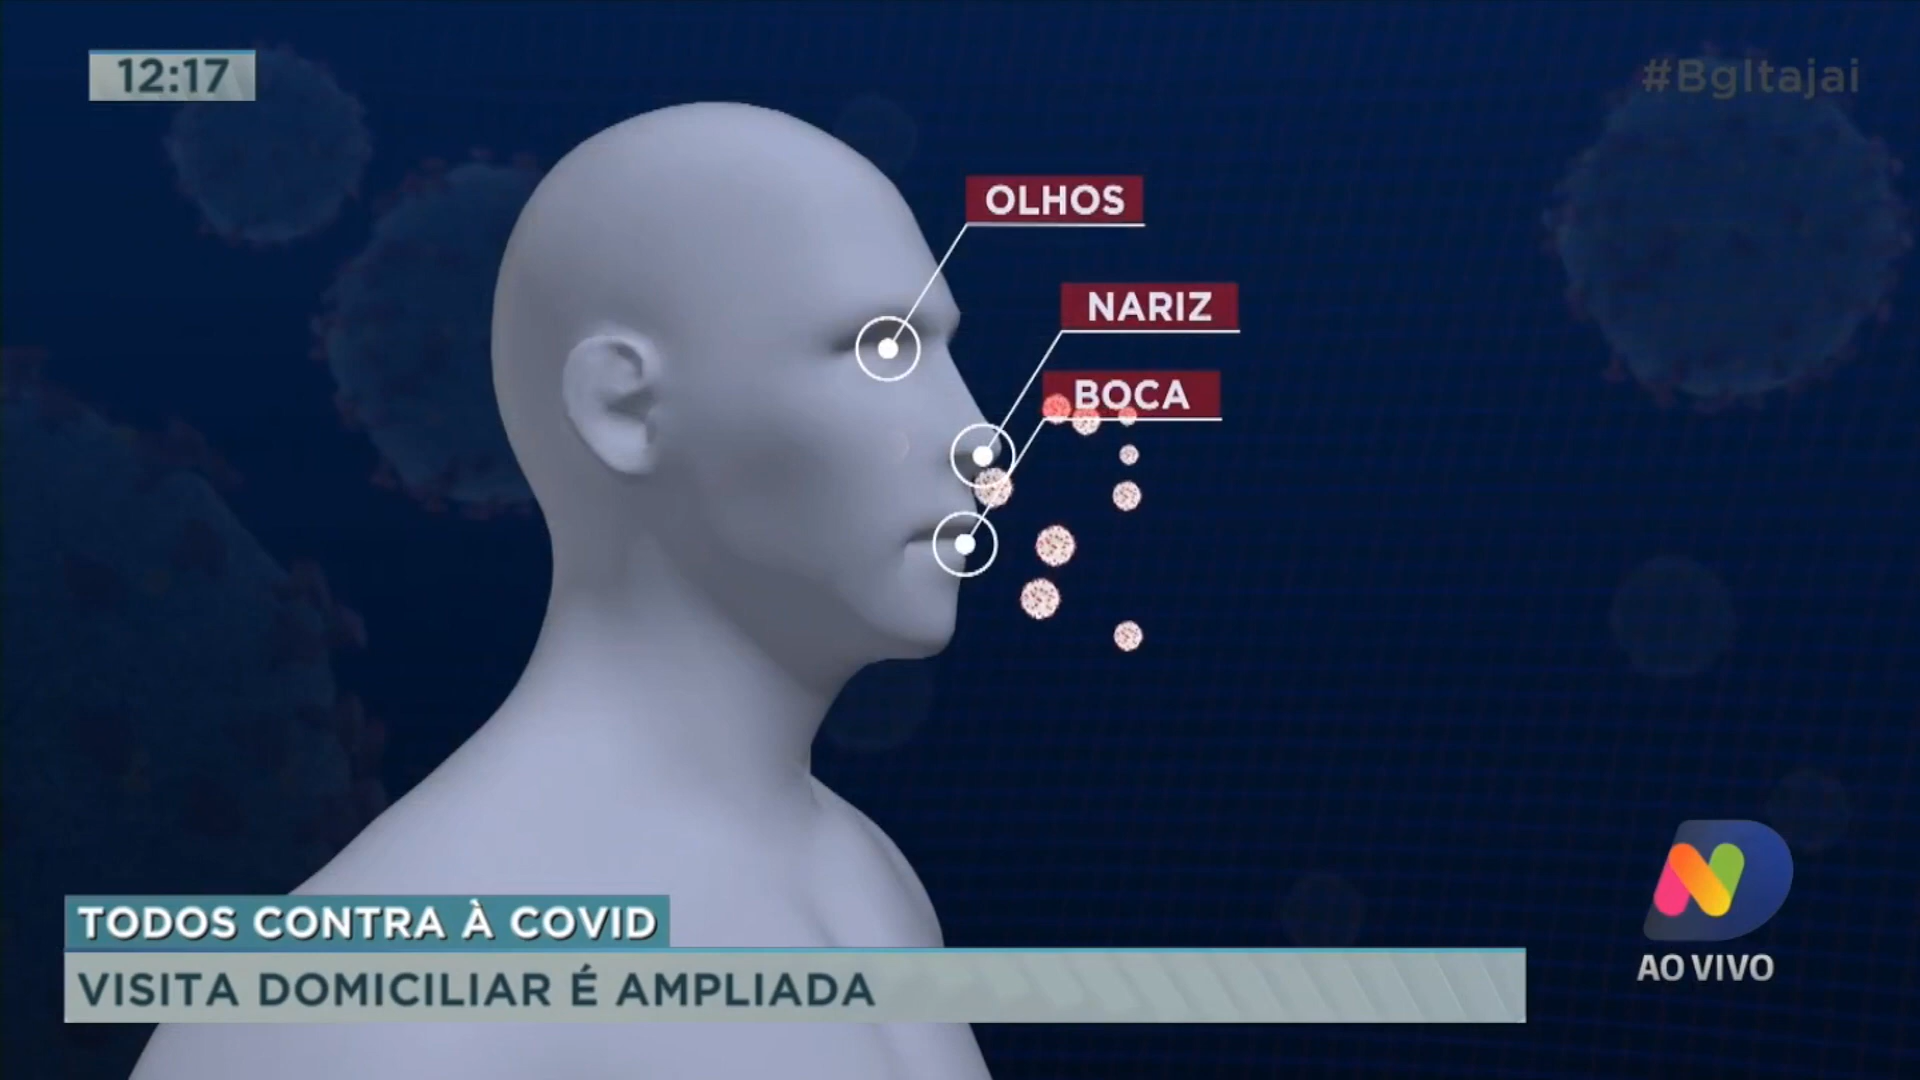 12:17
#BgItajai
OLHOS
NARIZ
BOCA
TODOS CONTRA À COVID
VISITA DOMICILIAR É AMPLIADA
AO VIVO